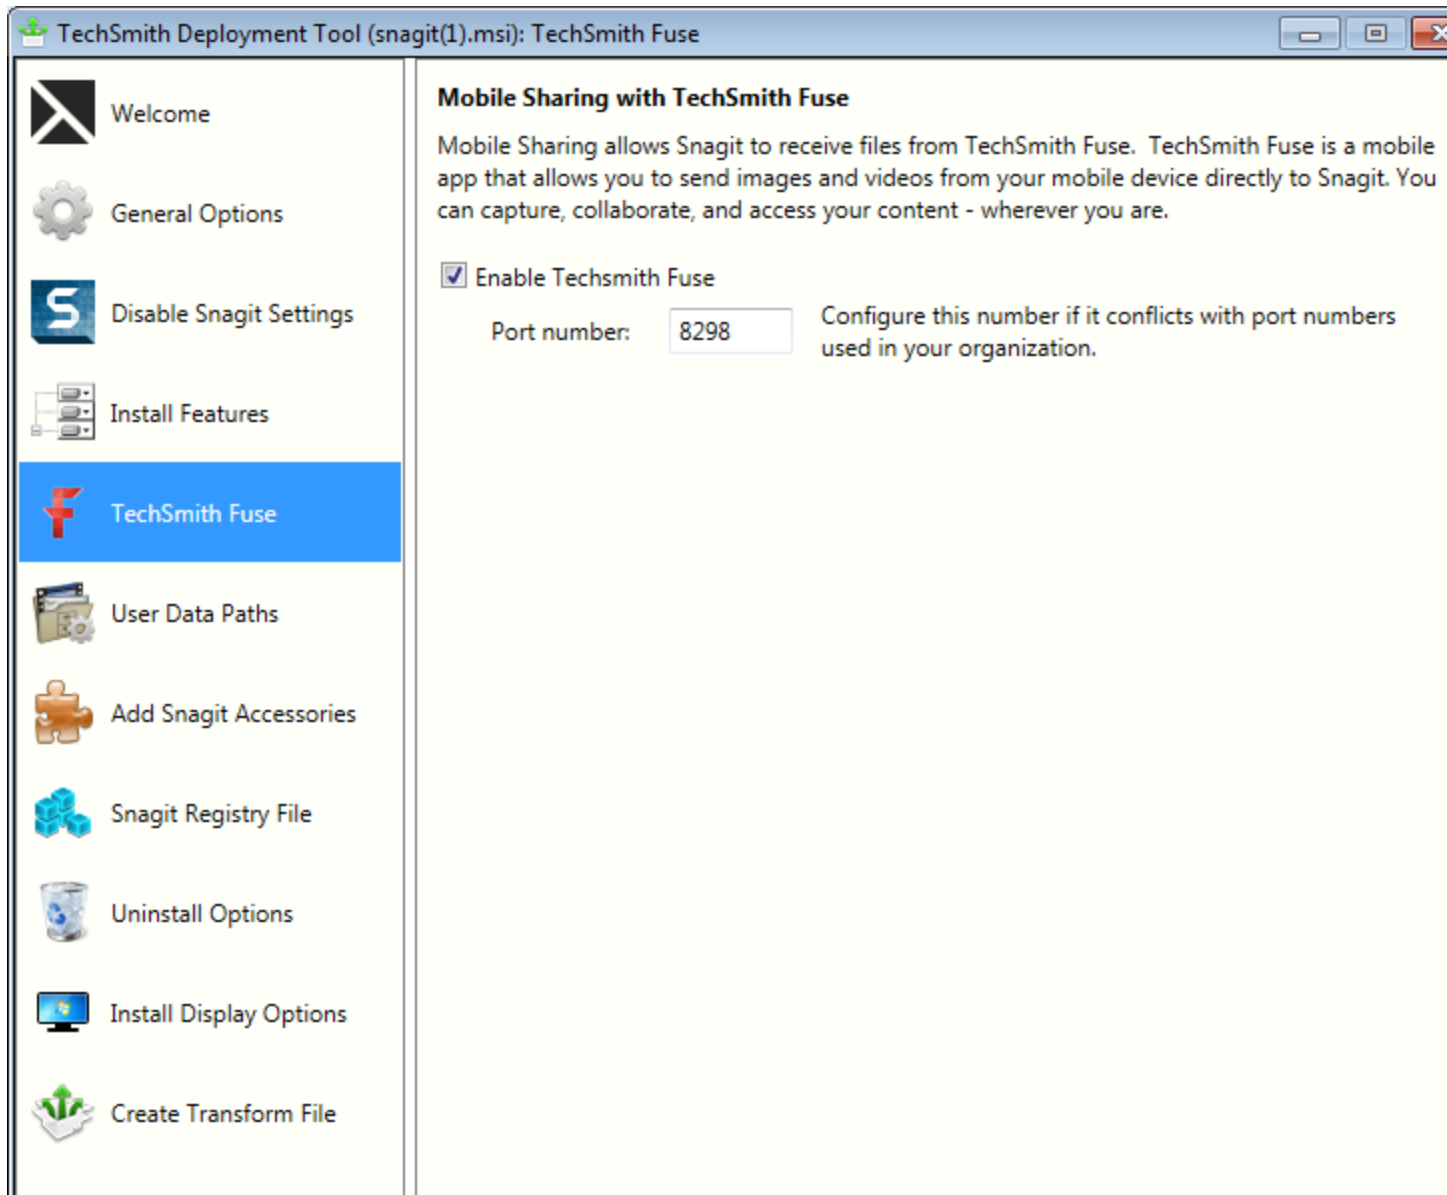 TechSmith Deployment Tool (snagit(1).msi): TechSmith Fuse
Welcome
General Options
Disable Snagit Settings
Install Features
TechSmith Fuse
User Data Paths
Add Snagit Accessories
Snagit Registry File
Uninstall Options
Install Display Options
Create Transform File
Mobile Sharing with TechSmith Fuse
Mobile Sharing allows Snagit to receive files from TechSmith Fuse.  TechSmith Fuse is a mobile
app that allows you to send images and videos from your mobile device directly to Snagit. You
can capture, collaborate, and access your content - wherever you are.
Enable Techsmith Fuse
Port number: 8298
Configure this number if it conflicts with port numbers
used in your organization.